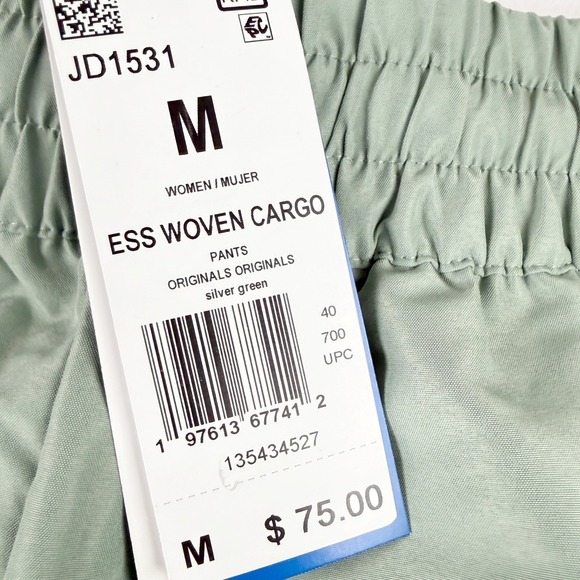 JD1531
M
WOMEN / MUJER
ESS WOVEN CARGO
PANTS
ORIGINALS ORIGINALS
silver green
40
700
UPC
1 97613 67741 2
135434527
M $ 75.00